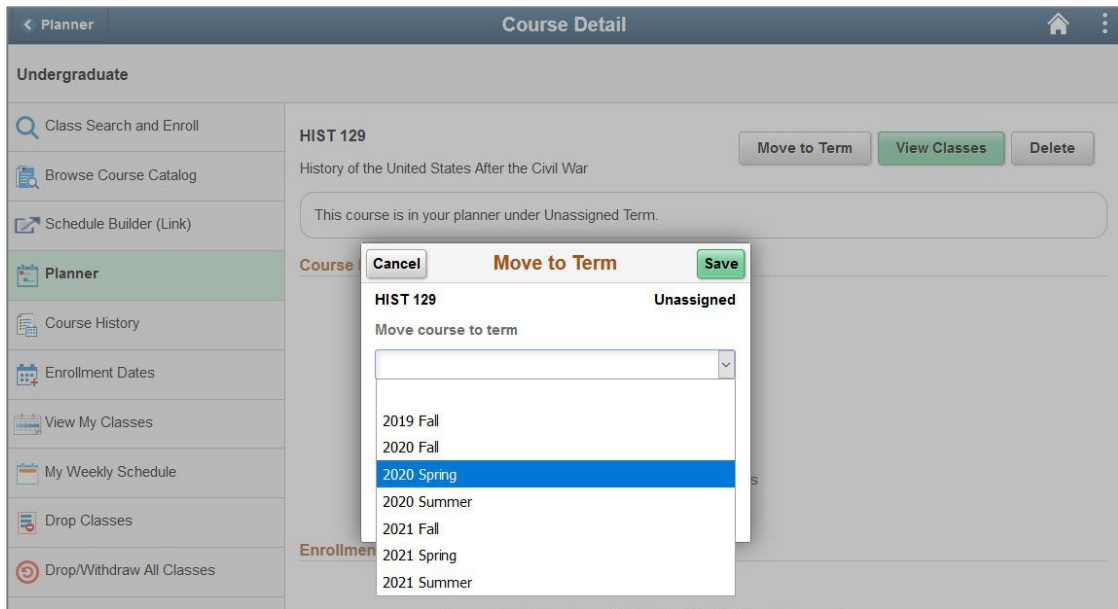 Planner
Course Detail
Undergraduate
Class Search and Enroll
Browse Course Catalog
Schedule Builder (Link)
Planner
Course History
Enrollment Dates
View My Classes
My Weekly Schedule
Drop Classes
Drop/Withdraw All Classes
HIST 129
Move to Term
View Classes
Delete
History of the United States After the Civil War
This course is in your planner under Unassigned Term.
Course
Cancel
Move to Term
Save
HIST 129
Unassigned
Move course to term
2019 Fall
2020 Fall
2020 Spring
2020 Summer
2021 Fall
2021 Spring
2021 Summer
s
Enrollmen